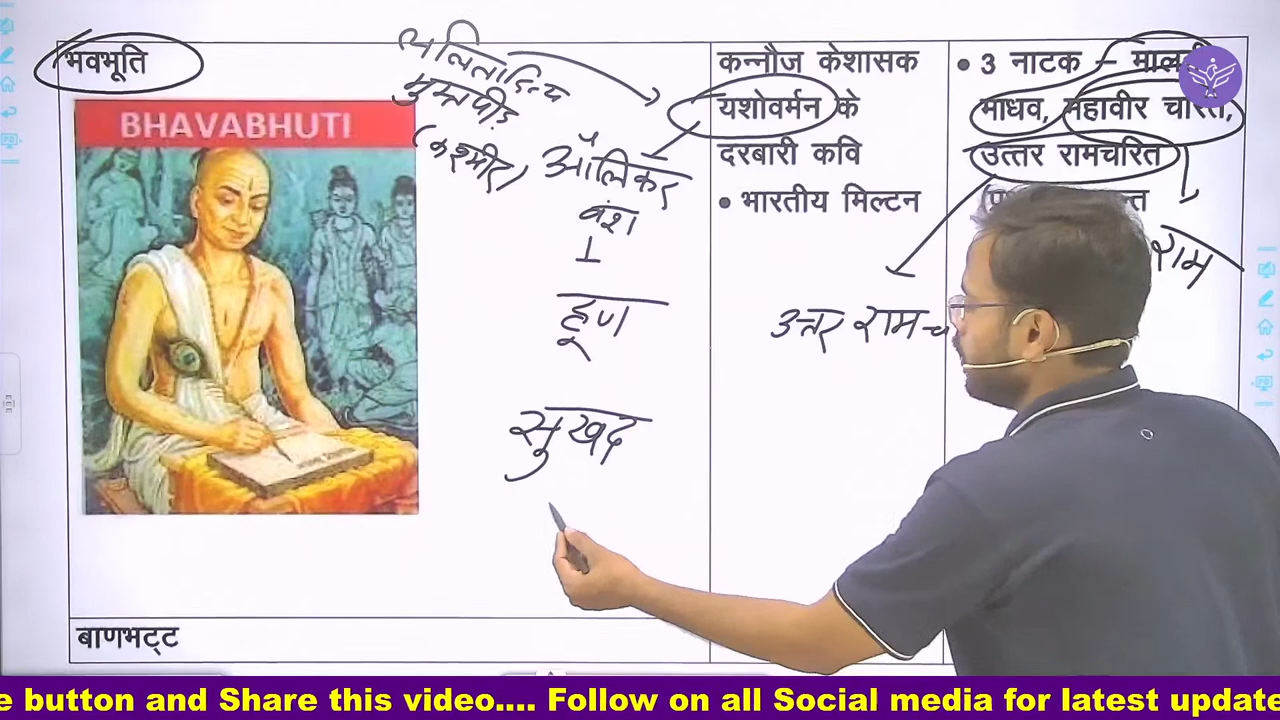 भवभूति
BHAVABHUTI
ललितादित्य
मुक्तापीड़
(कश्मीर)
ऑलिकर
वंश
हूण
सुखद
कन्नौज केशासक
यशोवर्मन के
दरबारी कवि
• भारतीय मिल्टन
• 3 नाटक –
माधव, महावीर चरित,
उत्तर रामचरित
राम
उत्तर राम च
बाणभट्ट
e button and Share this video.... Follow on all Social media for latest update